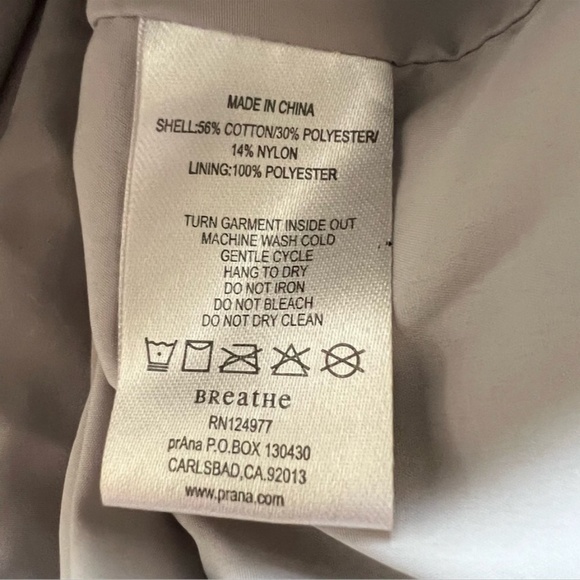 MADE IN CHINA
SHELL:56% COTTON/30% POLYESTER/
14% NYLON
LINING:100% POLYESTER
TURN GARMENT INSIDE OUT
MACHINE WASH COLD
GENTLE CYCLE
HANG TO DRY
DO NOT IRON
DO NOT BLEACH
DO NOT DRY CLEAN
BReatHe
RN124977
prAna P.O.BOX 130430
CARLSBAD,CA.92013
www.prana.com